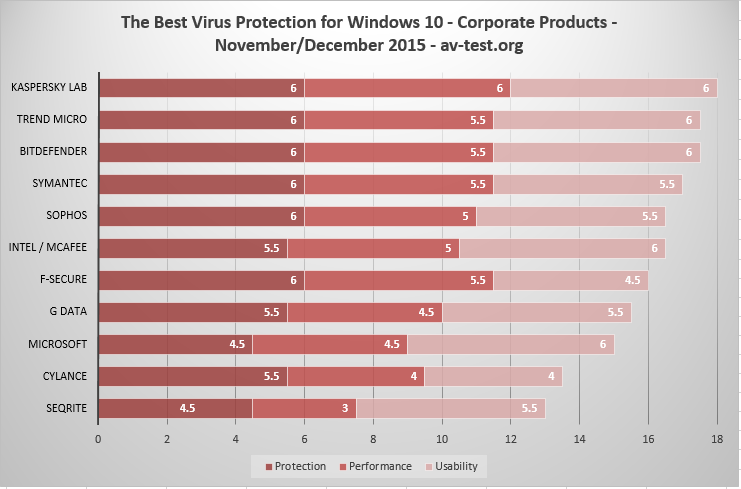 The Best Virus Protection for Windows 10 - Corporate Products -
November/December 2015 - av-test.org
KASPERSKY LAB 6 6 6
TREND MICRO 6 5.5 6
BITDEFENDER 6 5.5 6
SYMANTEC 6 5.5 5.5
SOPHOS 6 5 5.5
INTEL / MCAFEE 5.5 5 6
F-SECURE 6 5.5 4.5
G DATA 5.5 4.5 5.5
MICROSOFT 4.5 4.5 6
CYLANCE 5.5 4 4
SEQRITE 4.5 3 5.5
0 2 4 6 8 10 12 14 16 18
Protection Performance Usability